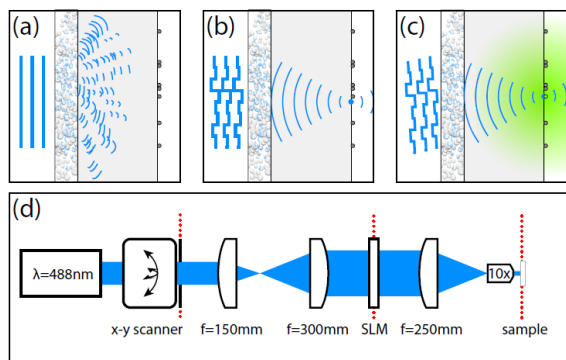 (a)
(b)
(c)
(d)
λ=488nm
10x
x-y scanner f=150mm f=300mm SLM f=250mm sample